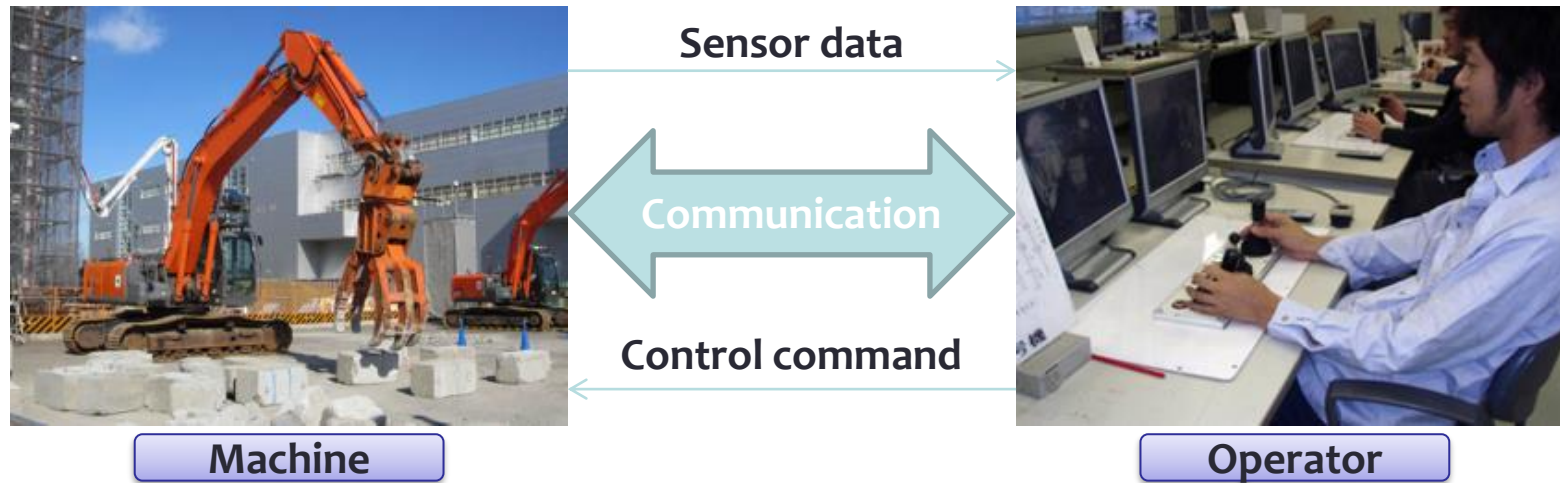 Sensor data
Communication
Control command
Machine
Operator